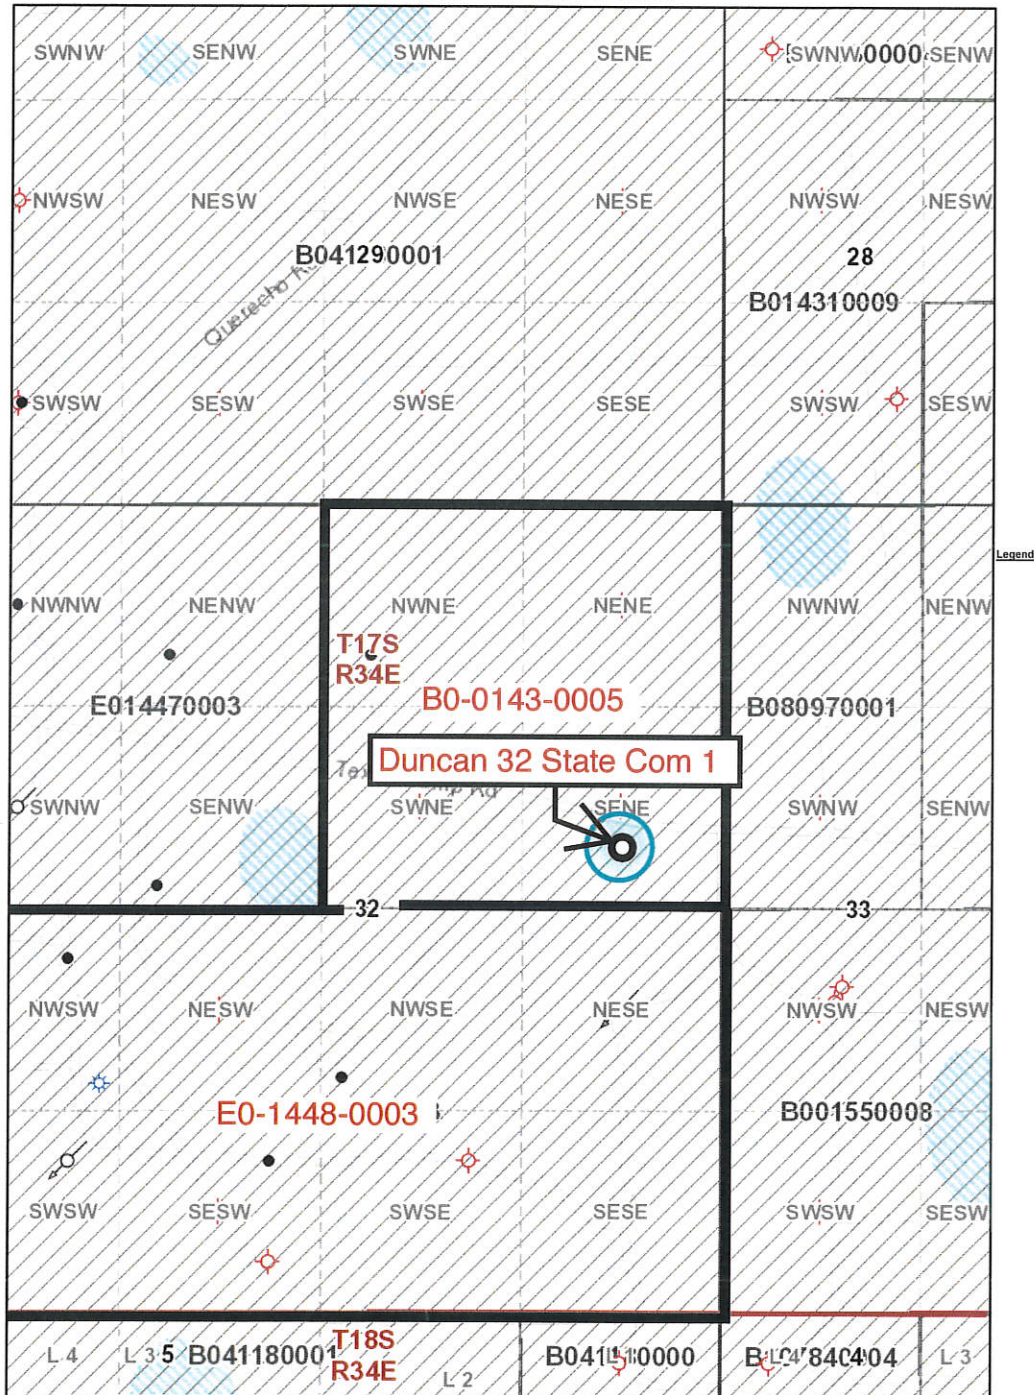 SWNW SENW SWNE SENE SWNW 0000 SENW
NWSW NESW NWSE NESE NWSW NESW
B041290001 28
B014310009
Querecho
SWSW SESW SWSE SESE SWSW SESW
Legend
NWNW NENW NWNE NENE NWNW NENW
T17S
R34E
E014470003 B0-0143-0005 B080970001
Duncan 32 State Com 1
SWNW SENW SWNE SENE SWNW SENW
32 33
NWSW NESW NWSE NESE NWSW NESW
E0-1448-0003 B001550008
SWSW SESW SWSE SESE SWSW SESW
T18S
R34E
L 4 L 3 5 B04118000 L 2 L 3